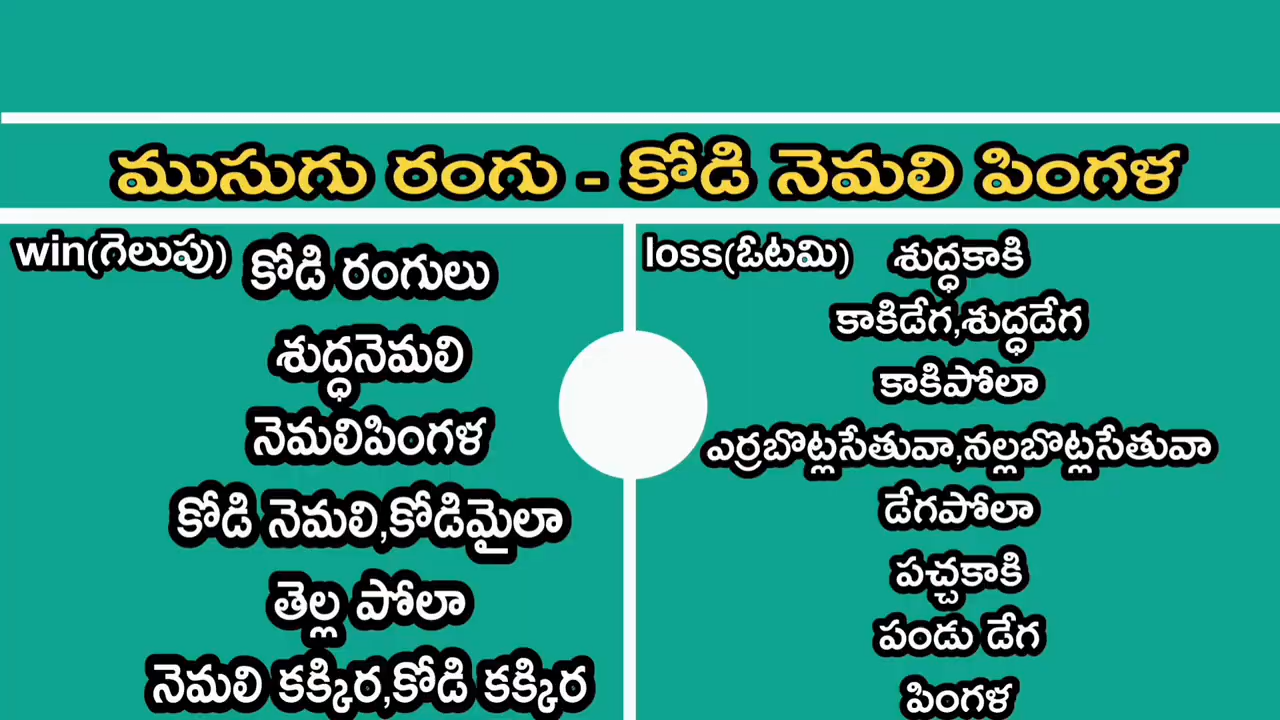 ముసుగు రంగు - కోడి నెమలి పింగళ
win(గెలుపు)
కోడి రంగులు
శుద్ధనెమలి
నెమలిపింగళ
కోడి నెమలి,కోడిమైలా
తెల్ల పోలా
నెమలి కక్కిర,కోడి కక్కిర
loss(ఓటమి)
శుద్ధకాకి
కాకిడేగ,శుద్ధడేగ
కాకిపోలా
ఎర్రబొట్లసేతువా,నల్లబొట్లసేతువా
డేగపోలా
పచ్చకాకి
పండు డేగ
పింగళ